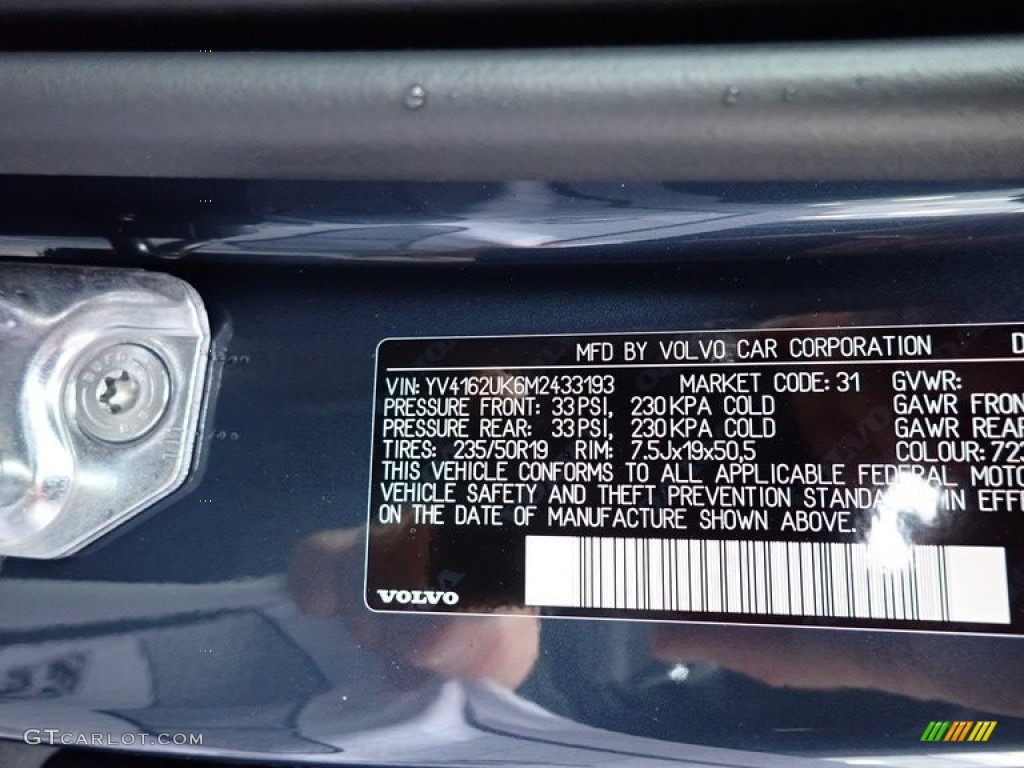 MFD BY VOLVO CAR CORPORATION
VIN: YV4162UK6M2433193 MARKET CODE: 31 GVWR:
PRESSURE FRONT: 33PSI, 230KPA COLD GAWR FRON
PRESSURE REAR: 33PSI, 230KPA COLD GAWR REAR
TIRES: 235/50R19 RIM: 7.5Jx19x50,5 COLOUR: 723
THIS VEHICLE CONFORMS TO ALL APPLICABLE FEDERAL MOTO
VEHICLE SAFETY AND THEFT PREVENTION STANDA IN EFF
ON THE DATE OF MANUFACTURE SHOWN ABOVE.
VOLVO
GTCARLOT.COM